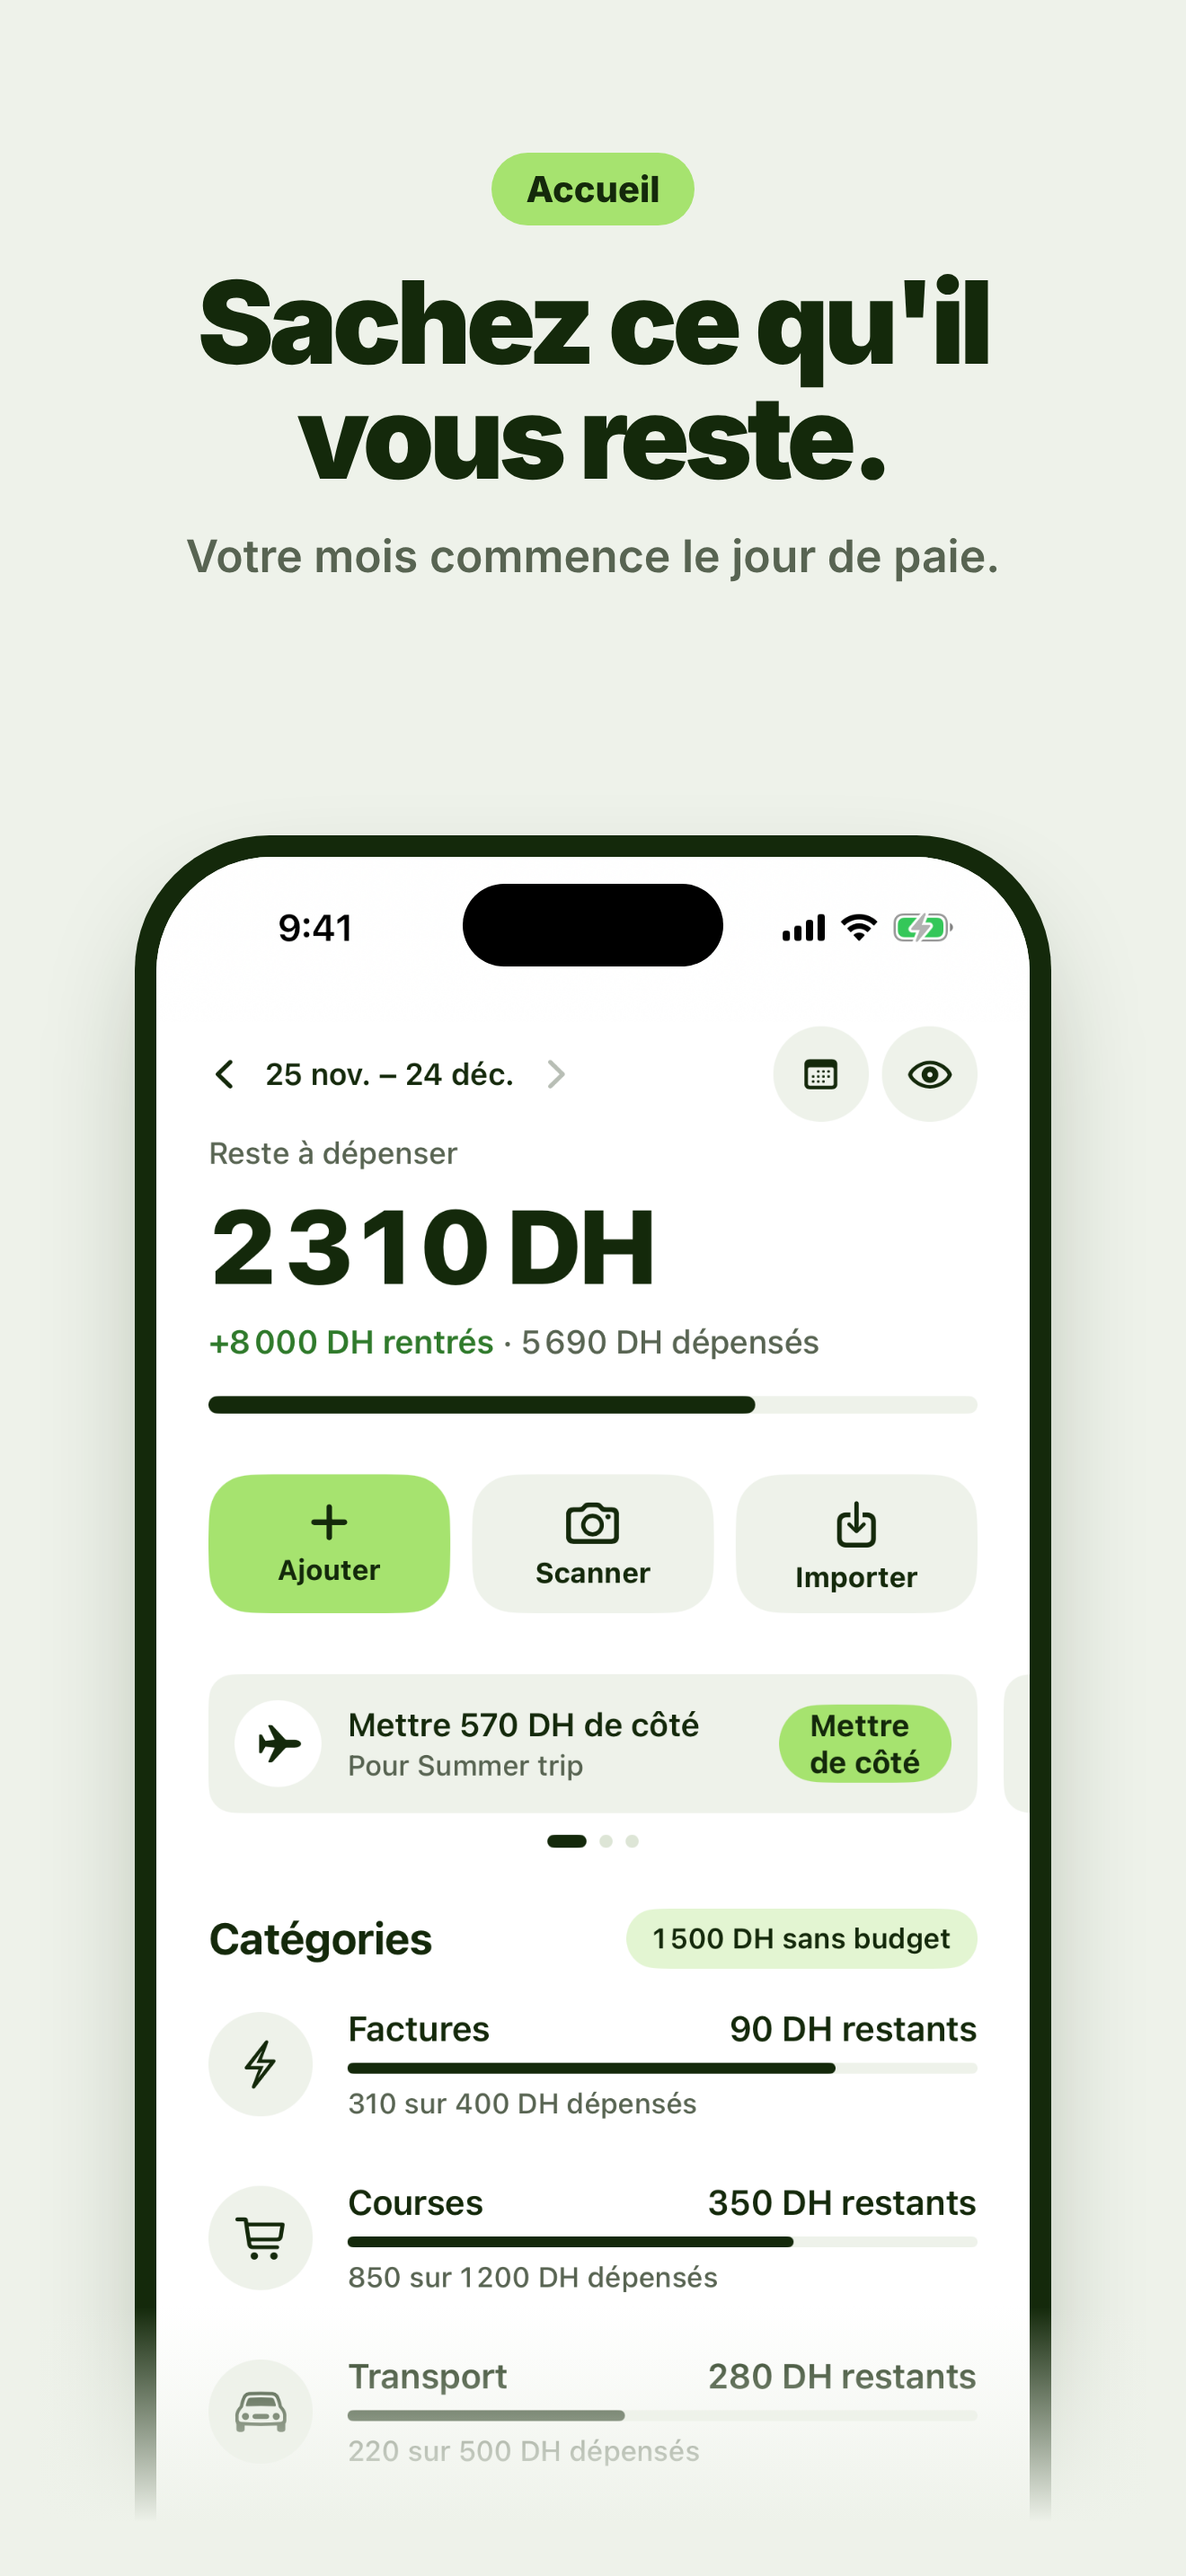 Accueil
Sachez ce qu'il
vous reste.
Votre mois commence le jour de paie.
9:41
25 nov. – 24 déc.
Reste à dépenser
2 310 DH
+8 000 DH rentrés · 5 690 DH dépensés
Ajouter
Scanner
Importer
Mettre 570 DH de côté
Pour Summer trip
Mettre
de côté
Catégories
1 500 DH sans budget
Factures
90 DH restants
310 sur 400 DH dépensés
Courses
350 DH restants
850 sur 1 200 DH dépensés
Transport
280 DH restants
220 sur 500 DH dépensés